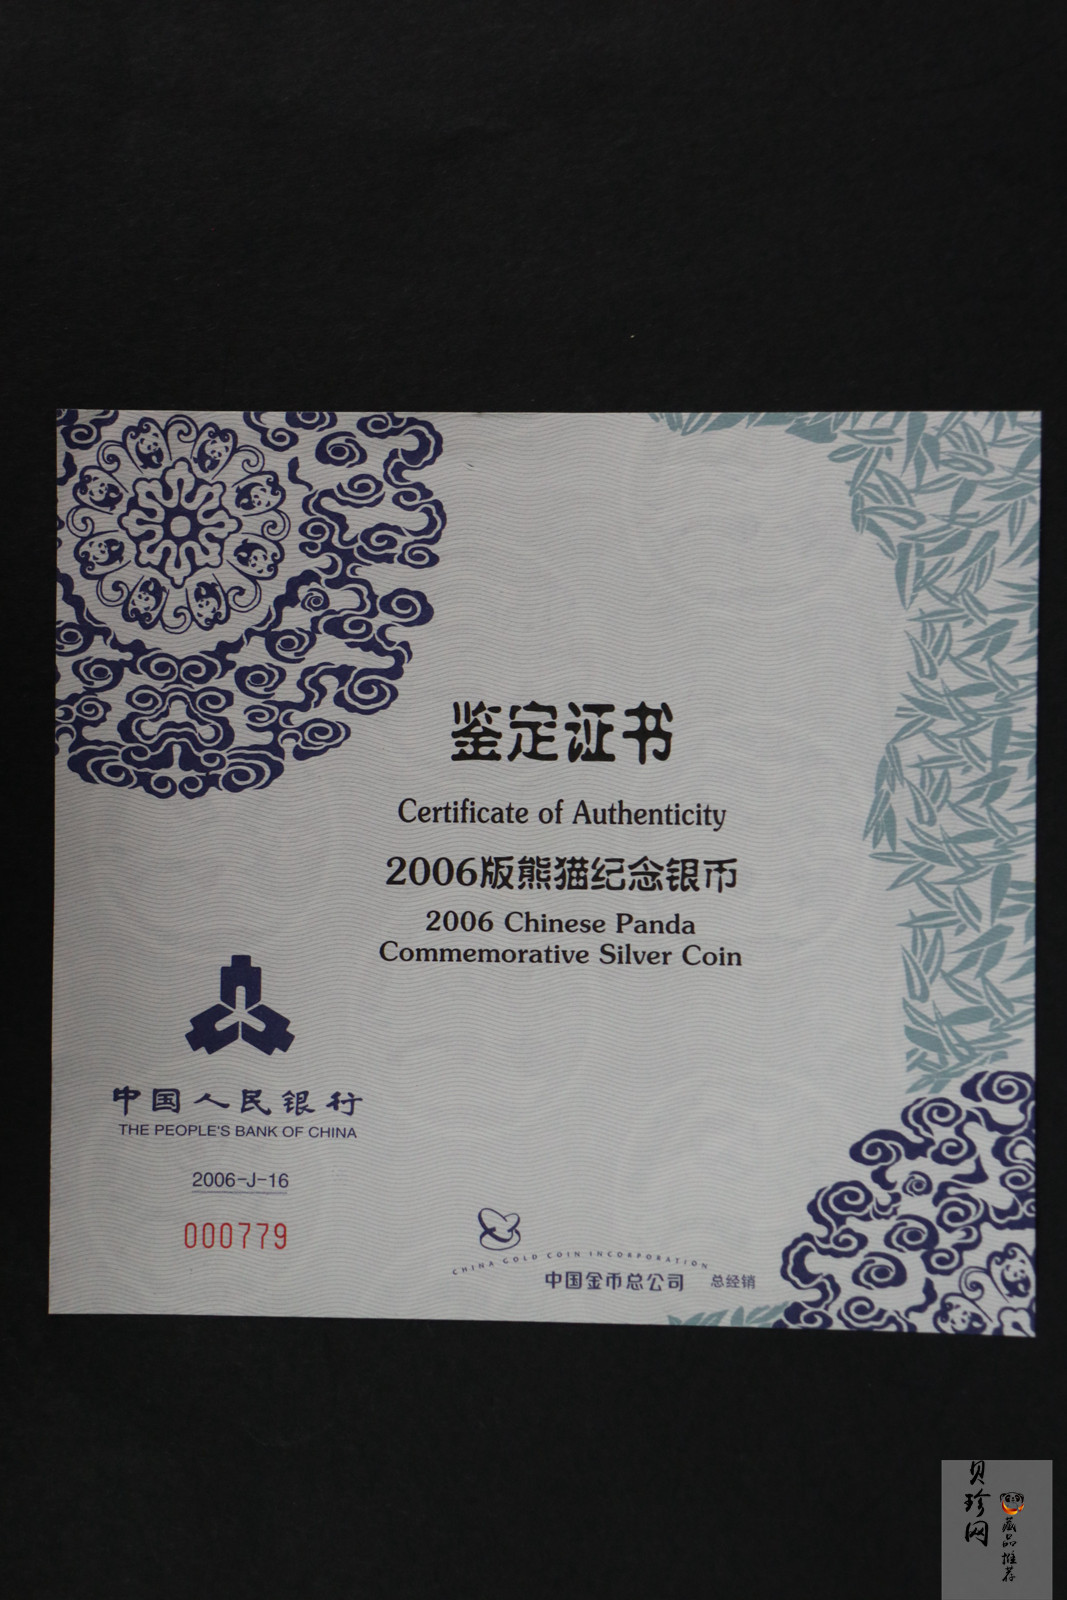 鉴定证书
Certificate of Authenticity
2006版熊猫纪念银币
2006 Chinese Panda
Commemorative Silver Coin
中国人民银行
THE PEOPLE'S BANK OF CHINA
2006-J-16
000779
CHINA GOLD COIN INCORPORATION
中国金币总公司 总经销
贝珍网
藏品推荐